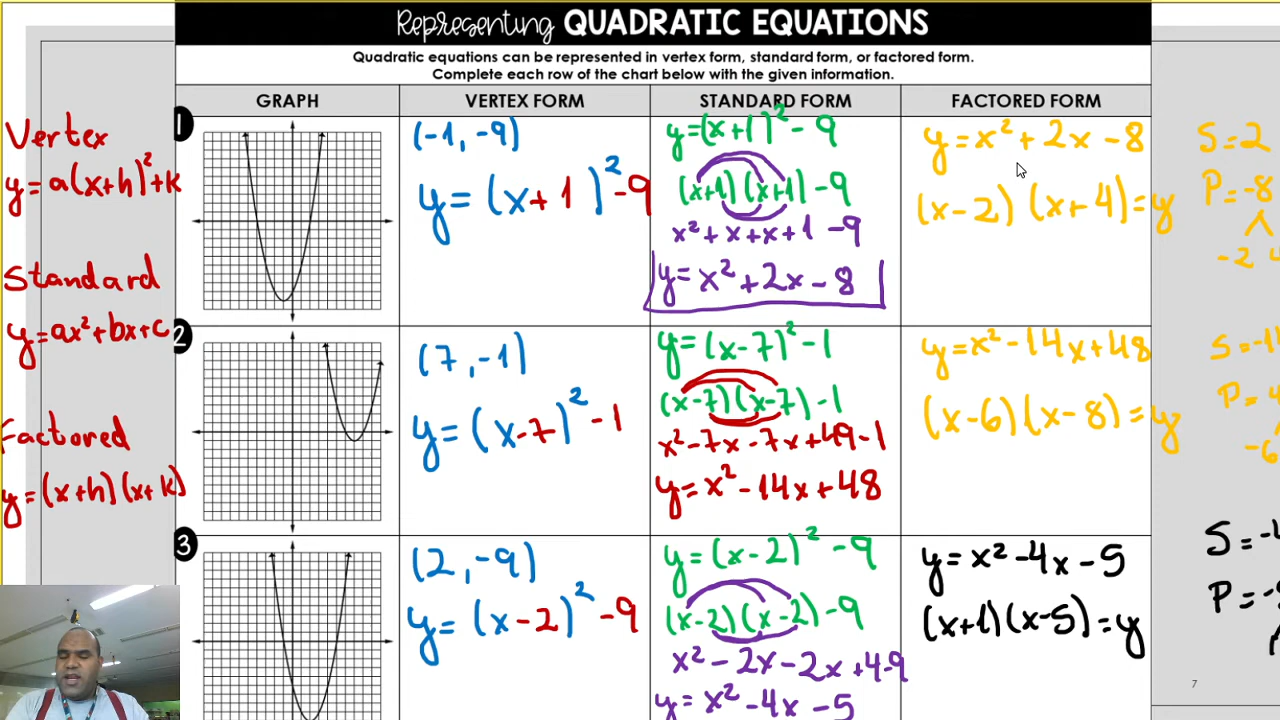 Representing QUADRATIC EQUATIONS
Quadratic equations can be represented in vertex form, standard form, or factored form.
Complete each row of the chart below with the given information.
GRAPH VERTEX FORM STANDARD FORM FACTORED FORM
Vertex
y=a(x+h)²+k
Standard
y=ax²+bx+c
Factored
y=(x+h)(x+k)
1
(-1, -9)
y=(x+1)²-9
y=(x+1)²-9
(x+1)(x+1)-9
x²+x+x+1-9
y=x²+2x-8
y=x²+2x-8
(x-2)(x+4)=y
S=2
P=-8
-2 4
2
(7, -1)
y=(x-7)²-1
y=(x-7)²-1
(x-7)(x-7)-1
x²-7x-7x+49-1
y=x²-14x+48
y=x²-14x+48
(x-6)(x-8)=y
S=-14
P=4
-6
3
(2, -9)
y=(x-2)²-9
y=(x-2)²-9
(x-2)(x-2)-9
x²-2x-2x+4-9
y=x²-4x-5
y=x²-4x-5
(x+1)(x-5)=y
S=-4
P=-
7